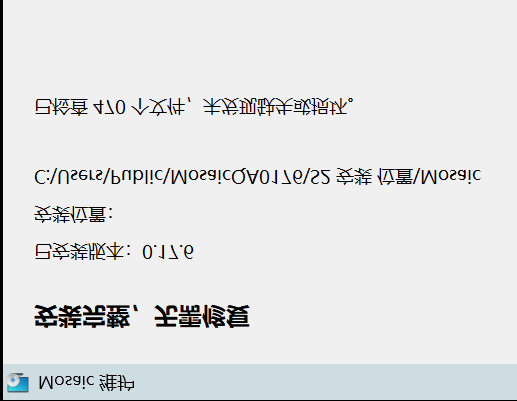 Mosaic 维护
安装完整，无需修复
已安装版本：0.17.6
安装位置：
C:\Users\Public\MosaicQA0176\S2 安装 位置\Mosaic
已检查 470 个文件，未发现缺失或损坏。